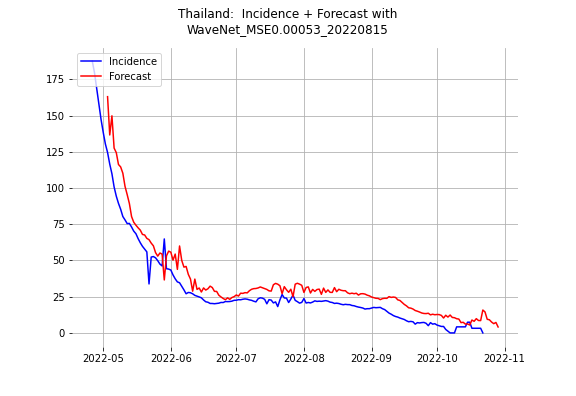 Thailand:  Incidence + Forecast with
WaveNet_MSE0.00053_20220815
Incidence
Forecast
175
150
125
100
75
50
25
0
2022-05 2022-06 2022-07 2022-08 2022-09 2022-10 2022-11